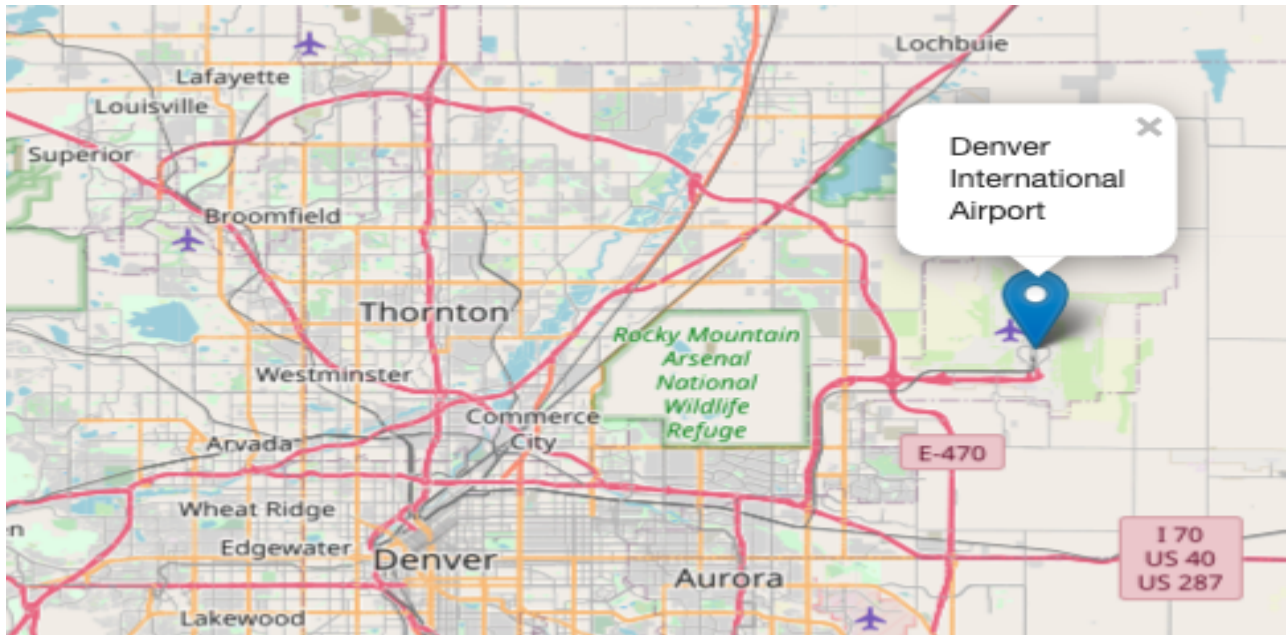 Lochbuie
Lafayette
Louisville
Superior
Denver
International
Airport
Broomfield
Thornton
Rocky Mountain
Arsenal
National
Wildlife
Refuge
Westminster
Commerce
City
Arvada
E-470
Wheat Ridge
en
Edgewater
Denver
I 70
US 40
US 287
Aurora
Lakewood